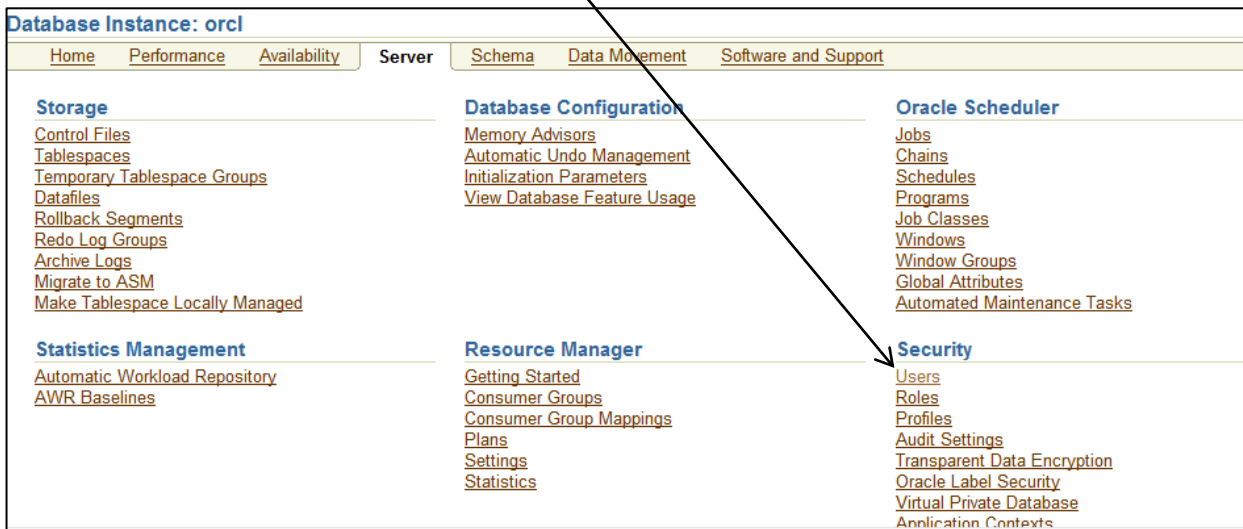 Database Instance: orcl
Home Performance Availability Server Schema Data Movement Software and Support
Storage
Control Files
Tablespaces
Temporary Tablespace Groups
Datafiles
Rollback Segments
Redo Log Groups
Archive Logs
Migrate to ASM
Make Tablespace Locally Managed
Database Configuration
Memory Advisors
Automatic Undo Management
Initialization Parameters
View Database Feature Usage
Oracle Scheduler
Jobs
Chains
Schedules
Programs
Job Classes
Windows
Window Groups
Global Attributes
Automated Maintenance Tasks
Statistics Management
Automatic Workload Repository
AWR Baselines
Resource Manager
Getting Started
Consumer Groups
Consumer Group Mappings
Plans
Settings
Statistics
Security
Users
Roles
Profiles
Audit Settings
Transparent Data Encryption
Oracle Label Security
Virtual Private Database
Application Contexts